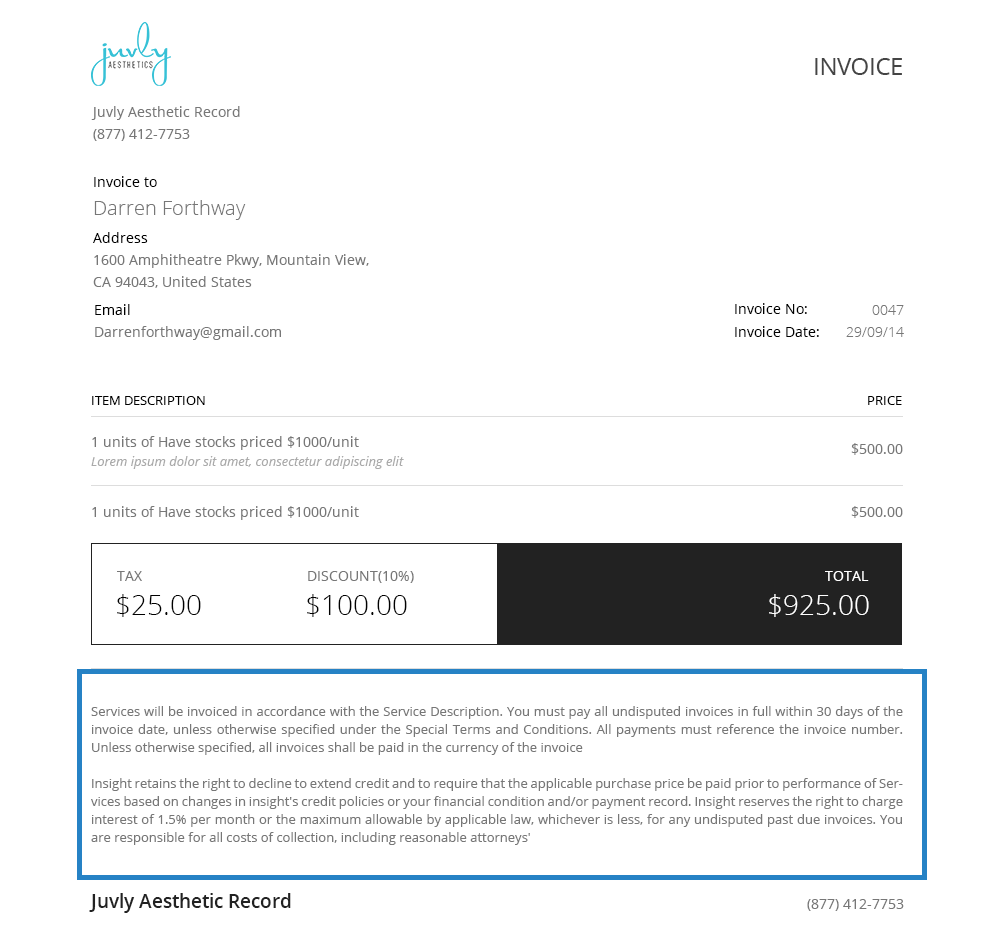 juvly
AESTHETICS
INVOICE
Juvly Aesthetic Record
(877) 412-7753
Invoice to
Darren Forthway
Address
1600 Amphitheatre Pkwy, Mountain View,
CA 94043, United States
Email
Darrenforthway@gmail.com
Invoice No: 0047
Invoice Date: 29/09/14
ITEM DESCRIPTION PRICE
1 units of Have stocks priced $1000/unit
Lorem ipsum dolor sit amet, consectetur adipiscing elit
$500.00
1 units of Have stocks priced $1000/unit $500.00
TAX DISCOUNT(10%) TOTAL
$25.00 $100.00 $925.00
Services will be invoiced in accordance with the Service Description. You must pay all undisputed invoices in full within 30 days of the
invoice date, unless otherwise specified under the Special Terms and Conditions. All payments must reference the invoice number.
Unless otherwise specified, all invoices shall be paid in the currency of the invoice
Insight retains the right to decline to extend credit and to require that the applicable purchase price be paid prior to performance of Ser-
vices based on changes in insight's credit policies or your financial condition and/or payment record. Insight reserves the right to charge
interest of 1.5% per month or the maximum allowable by applicable law, whichever is less, for any undisputed past due invoices. You
are responsible for all costs of collection, including reasonable attorneys'
Juvly Aesthetic Record (877) 412-7753